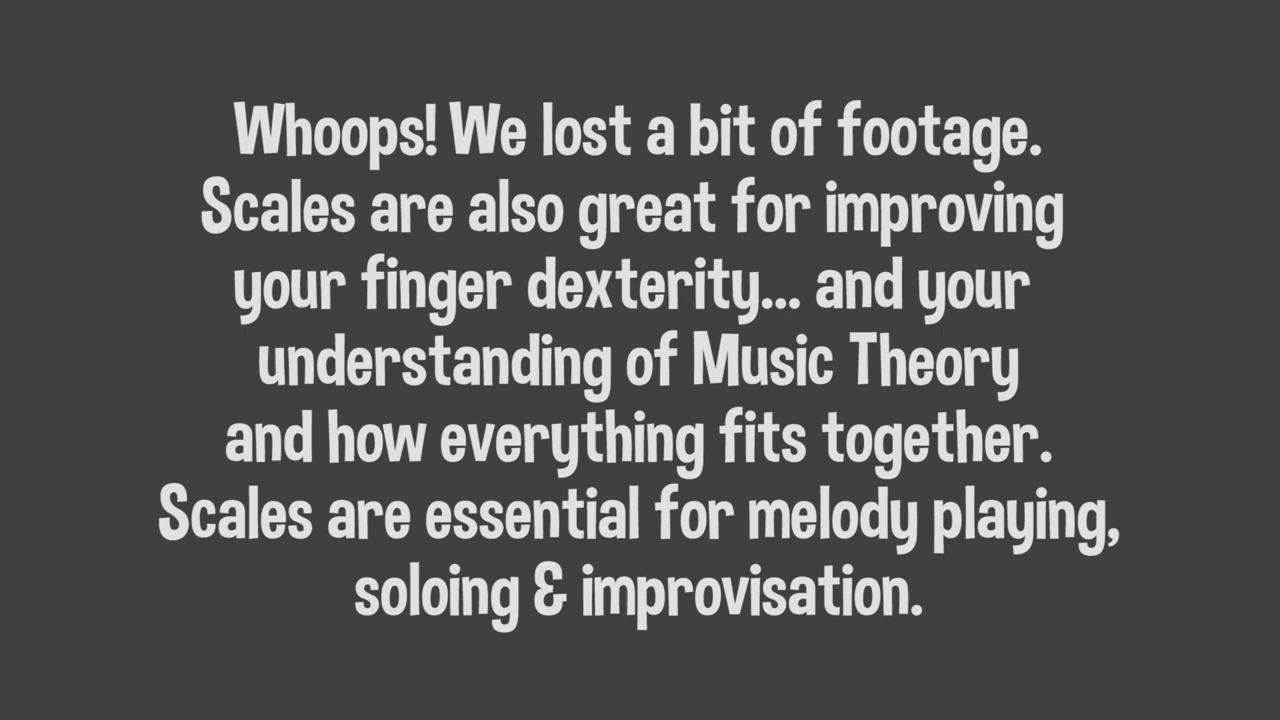 Whoops! We lost a bit of footage.
Scales are also great for improving
your finger dexterity... and your
understanding of Music Theory
and how everything fits together.
Scales are essential for melody playing,
soloing & improvisation.